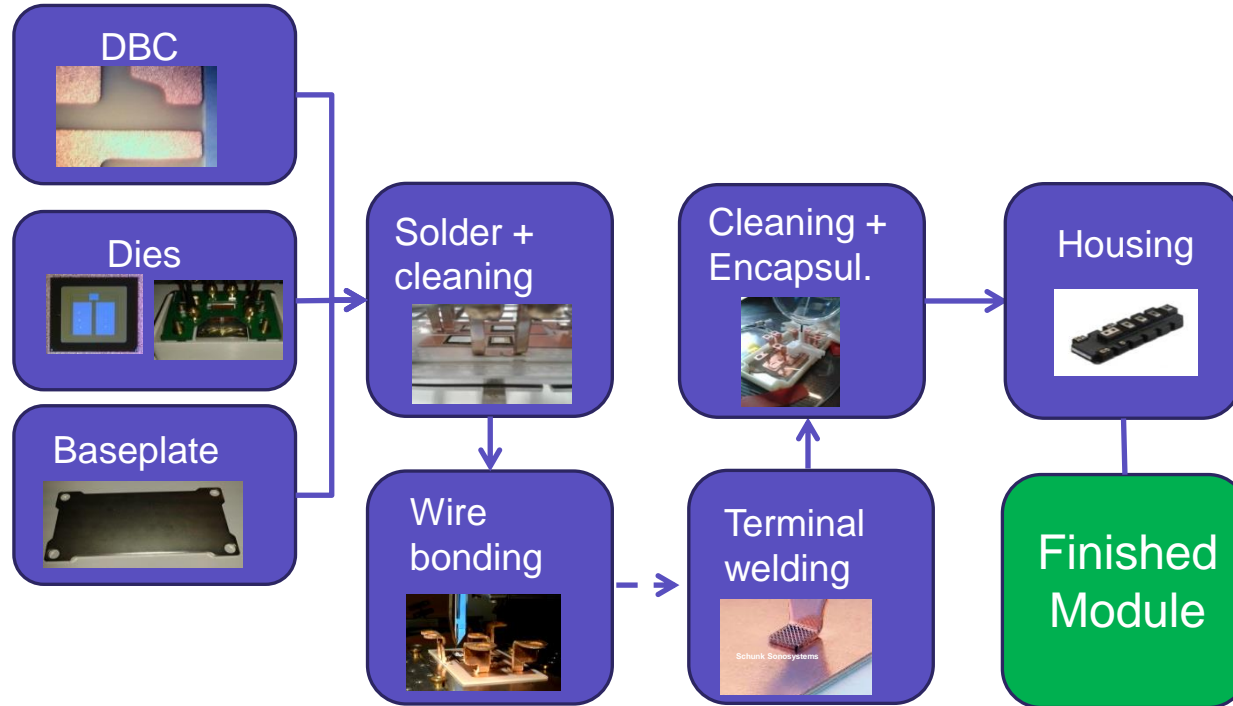 DBC
Dies
Baseplate
Solder +
cleaning
Wire
bonding
Cleaning +
Encapsul.
Terminal
welding
Schunk Sonosystems
Housing
Finished
Module